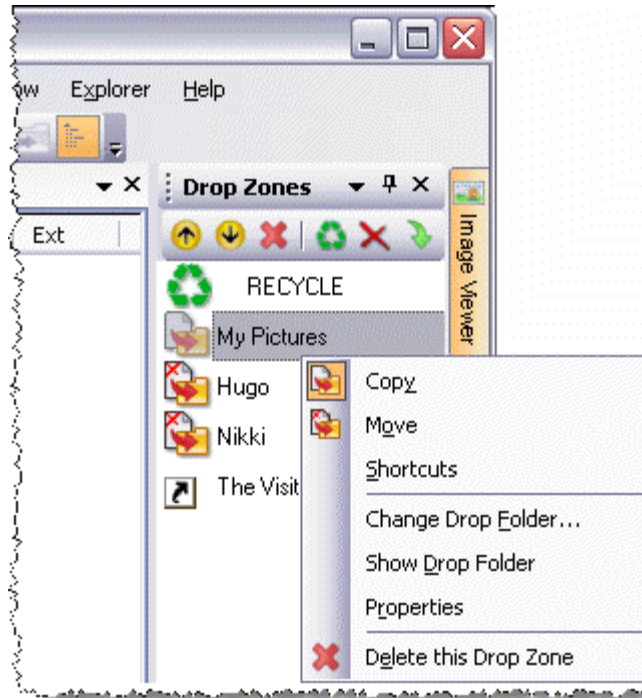 Explorer Help
Drop Zones
Ext
Image Viewer
RECYCLE
My Pictures
Hugo
Nikki
The Visit
Copy
Move
Shortcuts
Change Drop Folder...
Show Drop Folder
Properties
Delete this Drop Zone